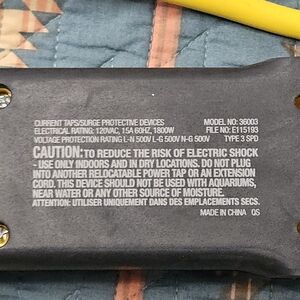 CURRENT TAPS/SURGE PROTECTIVE DEVICES MODEL NO: 36003
ELECTRICAL RATING: 120VAC, 15A 60HZ, 1800W FILE NO: E115193
VOLTAGE PROTECTION RATING L-N 500V L-G 500V N-G 500V TYPE 3 SPD
CAUTION: TO REDUCE THE RISK OF ELECTRIC SHOCK
- USE ONLY INDOORS AND IN DRY LOCATIONS. DO NOT PLUG
INTO ANOTHER RELOCATABLE POWER TAP OR AN EXTENSION
CORD. THIS DEVICE SHOULD NOT BE USED WITH AQUARIUMS,
NEAR WATER OR ANY OTHER SOURCE OF MOISTURE.
ATTENTION: UTILISER UNIQUEMENT DANS DES EMPLACEMENTS SECS.
MADE IN CHINA QS